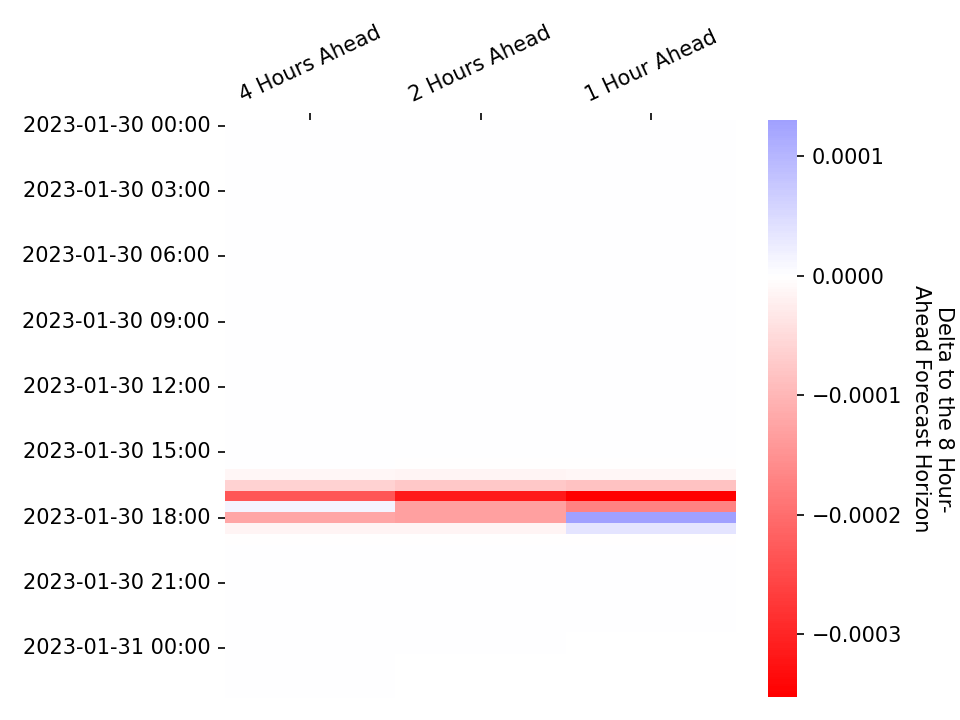 4 Hours Ahead
2 Hours Ahead
1 Hour Ahead
2023-01-30 00:00
2023-01-30 03:00
2023-01-30 06:00
2023-01-30 09:00
2023-01-30 12:00
2023-01-30 15:00
2023-01-30 18:00
2023-01-30 21:00
2023-01-31 00:00
0.0001
0.0000
−0.0001
−0.0002
−0.0003
Delta to the 8 Hour-
Ahead Forecast Horizon